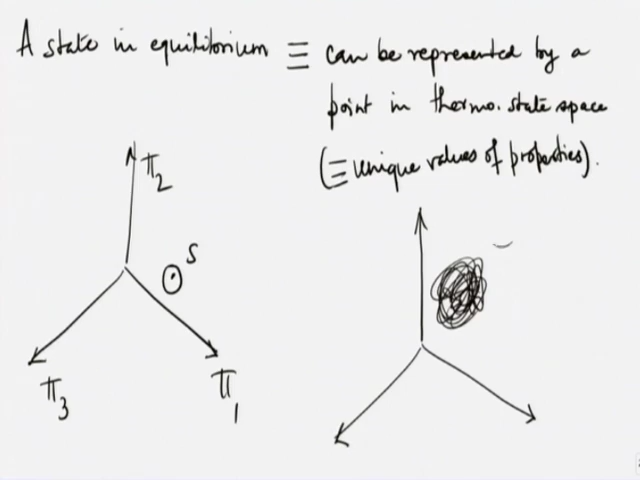 A state in equilibrium ≡ can be represented by a
point in thermo. state space
(≡ unique values of properties).
π2
S
π3
π1